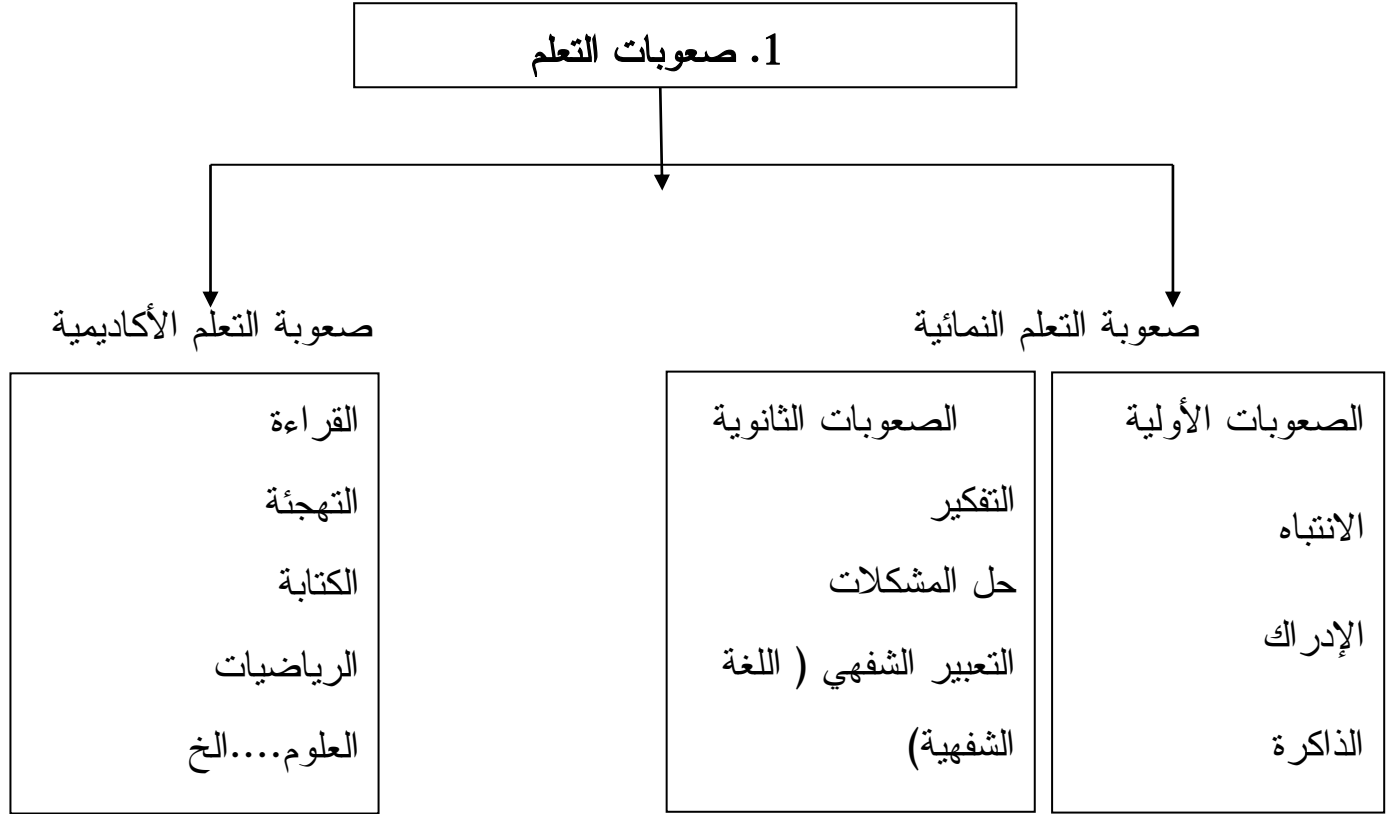 1. صعوبات التعلم
صعوبة التعلم النمائية
الصعوبات الأولية
الانتباه
الإدراك
الذاكرة
الصعوبات الثانوية
التفكير
حل المشكلات
التعبير الشفهي ( اللغة
الشفهية)
صعوبة التعلم الأكاديمية
القراءة
التهجئة
الكتابة
الرياضيات
العلوم....الخ